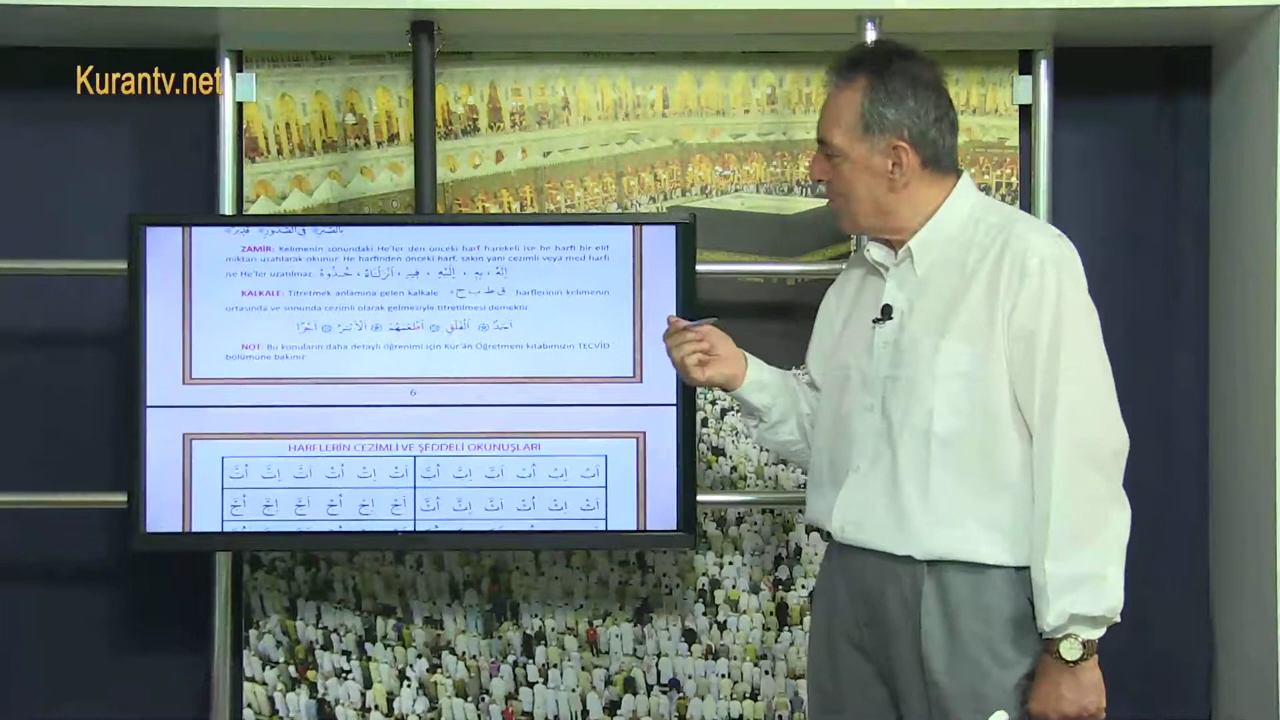 Kurantv.net
ZAMİR: Kelimenin sonundaki He'ler den önceki harf harekeli ise he harfi bir elif
miktarı uzatılarak okunur. He harfinden önceki harf, sakin yani cezimli veya med harfi
ise He'ler uzatılmaz.
KALKALE: Titretmek anlamına gelen kalkale ق ط ب ج harflerinin kelimenin
ortasında ve sonunda cezimli olarak gelmesiyle titretilmesi demektir.
NOT: Bu konuların daha detaylı öğrenimi için Kur'ân Öğretmeni kitabımızın TECVİD
bölümüne bakınız
6
HARFLERİN CEZİMLİ VE ŞEDDELİ OKUNUŞLARI
اَبْ اِبْ اُبْ اَبَّ اِبَّ اُبَّ اَتْ اِتْ اُتْ اَتَّ اِتَّ اُتَّ
اَثْ اِثْ اُثْ اَثَّ اِثَّ اُثَّ اَجْ اِجْ اُجْ اَجَّ اِجَّ اُجَّ